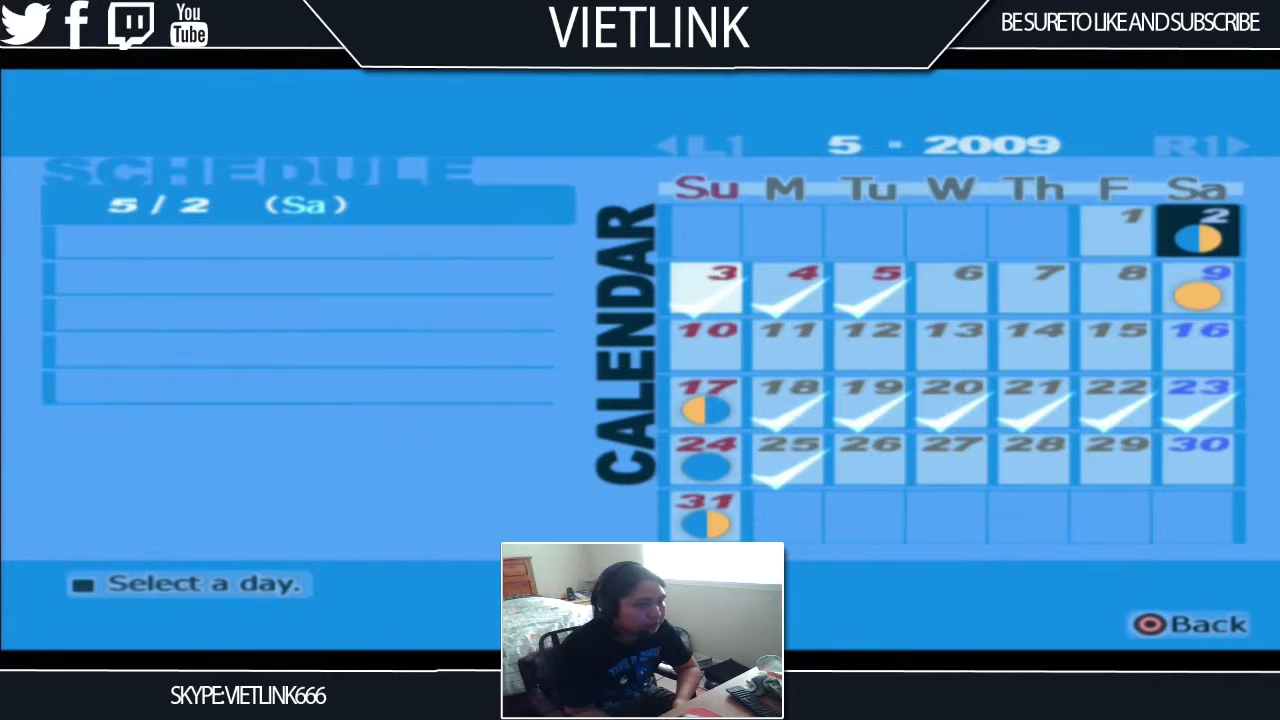 You
Tube
VIETLINK
BE SURE TO LIKE AND SUBSCRIBE
L1 5 · 2009 R1
SCHEDULE
5 / 2 (Sa)
CALENDAR
Su M Tu W Th F Sa
1 2
3 4 5 6 7 8 9
10 11 12 13 14 15 16
17 18 19 20 21 22 23
24 25 26 27 28 29 30
31
Select a day.
Back
SKYPE:VIETLINK666